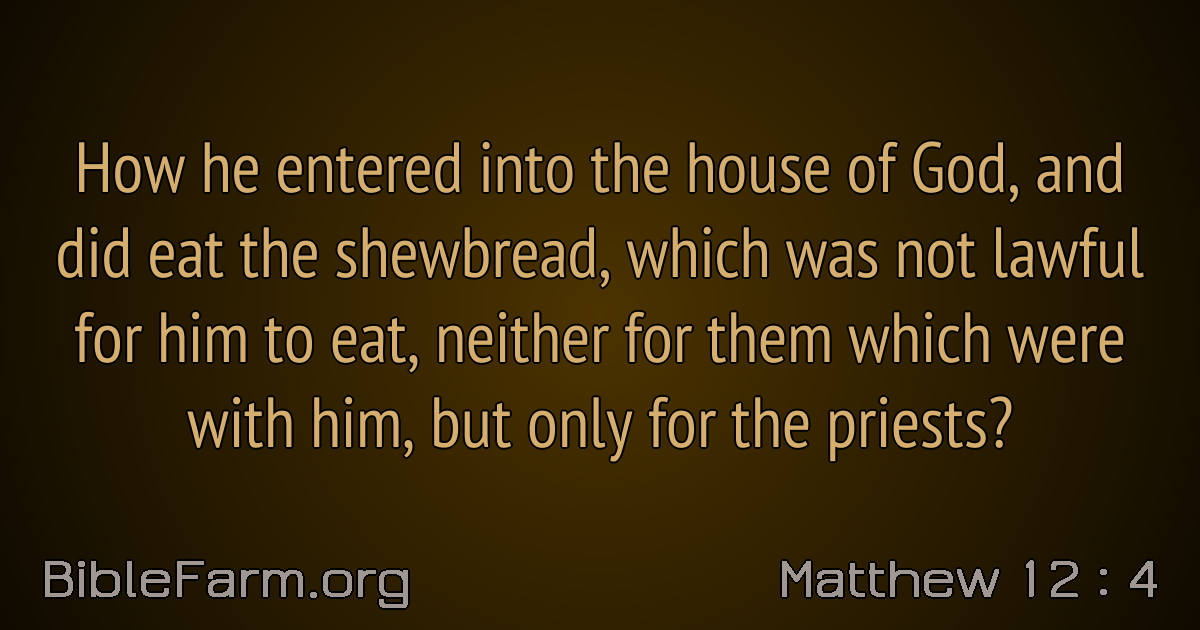 How he entered into the house of God, and
did eat the shewbread, which was not lawful
for him to eat, neither for them which were
with him, but only for the priests?
BibleFarm.org
Matthew 12 : 4